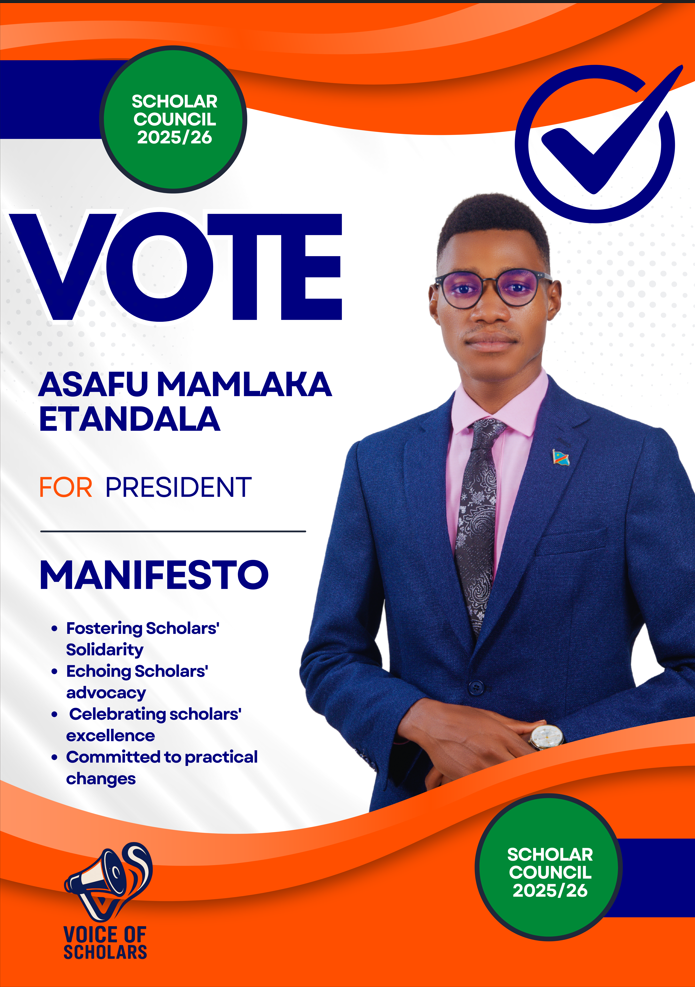 SCHOLAR
COUNCIL
2025/26
VOTE
ASAFU MAMLAKA
ETANDALA
FOR PRESIDENT
MANIFESTO
• Fostering Scholars'
Solidarity
• Echoing Scholars'
advocacy
• Celebrating scholars'
excellence
• Committed to practical
changes
SCHOLAR
COUNCIL
2025/26
VOICE OF
SCHOLARS